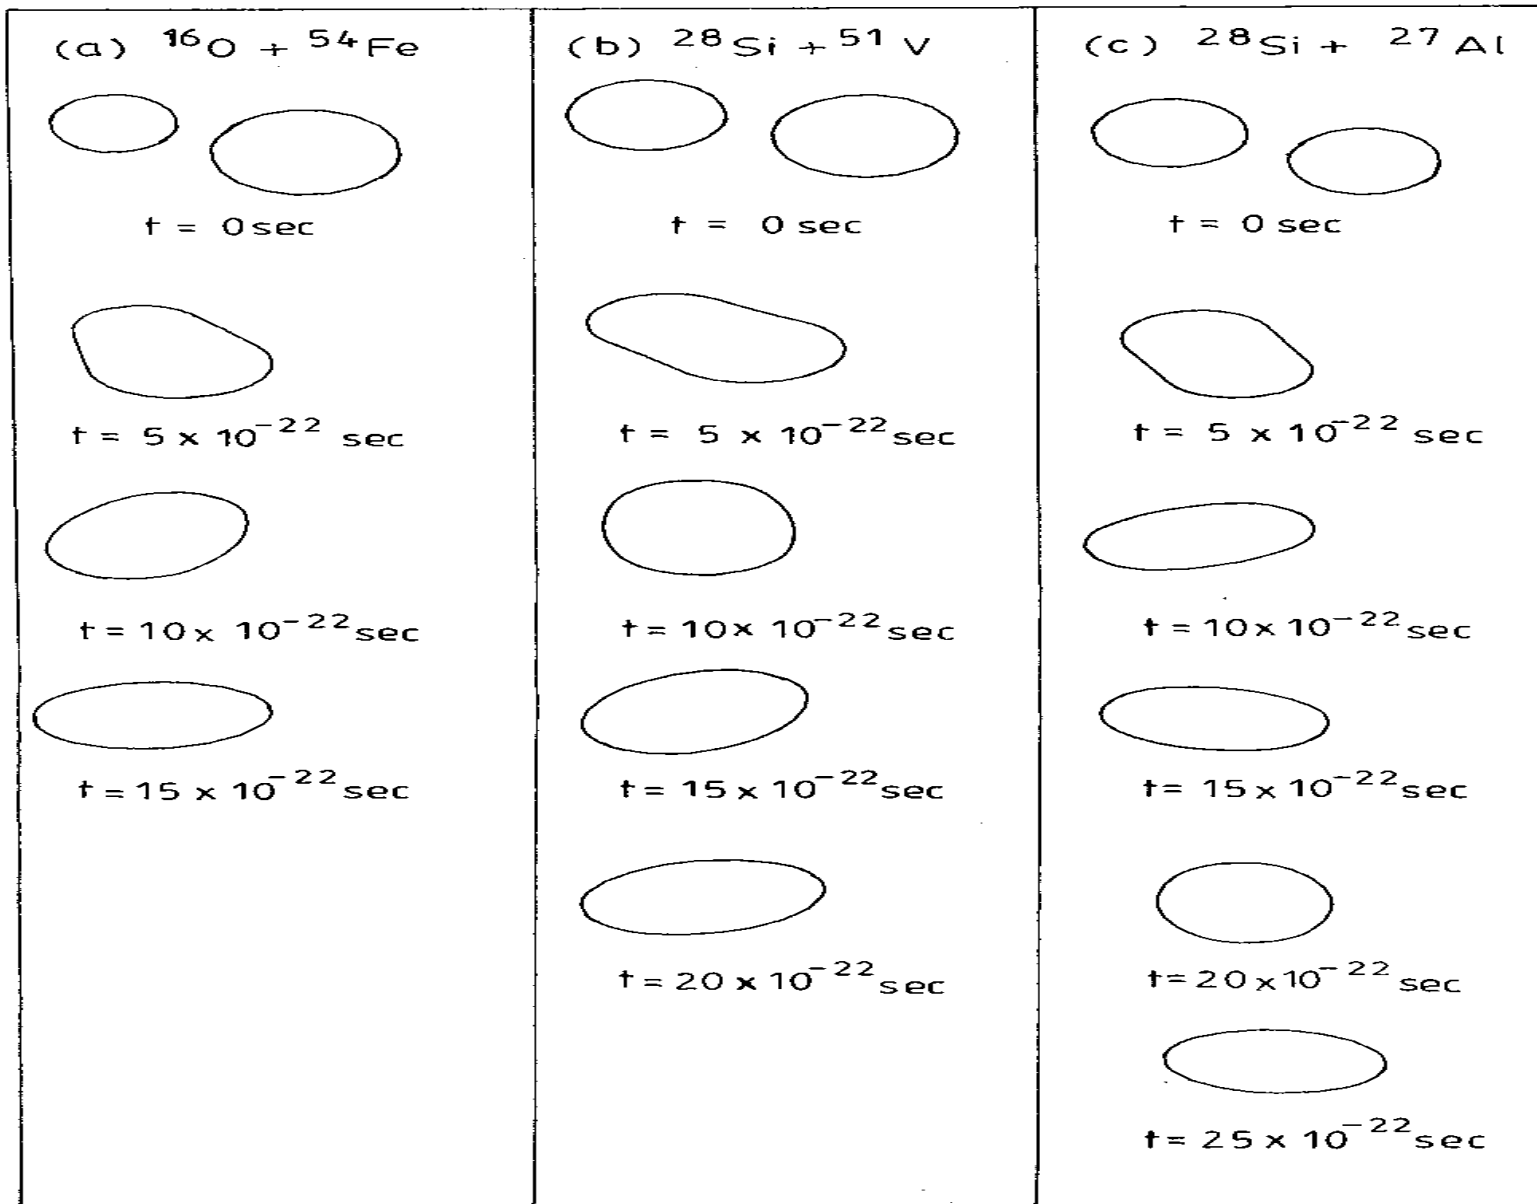 (a) ¹⁶O + ⁵⁴Fe
t = 0 sec
t = 5 x 10⁻²² sec
t = 10 x 10⁻²² sec
t = 15 x 10⁻²² sec
(b) ²⁸Si + ⁵¹V
t = 0 sec
t = 5 x 10⁻²² sec
t = 10 x 10⁻²² sec
t = 15 x 10⁻²² sec
t = 20 x 10⁻²² sec
(c) ²⁸Si + ²⁷Al
t = 0 sec
t = 5 x 10⁻²² sec
t = 10 x 10⁻²² sec
t = 15 x 10⁻²² sec
t = 20 x 10⁻²² sec
t = 25 x 10⁻²² sec